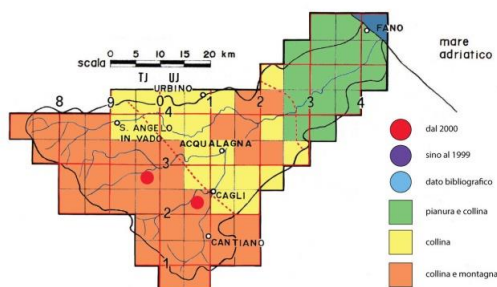 FANO
mare
adriatico
scala 0 5 10 15 20 km
TJ UJ
URBINO
8 9 0 1 2 3 4
4
S. ANGELO
IN VADO
ACQUALAGNA
3
CAGLI
2
CANTIANO
1
dal 2000
sino al 1999
dato bibliografico
pianura e collina
collina
collina e montagna